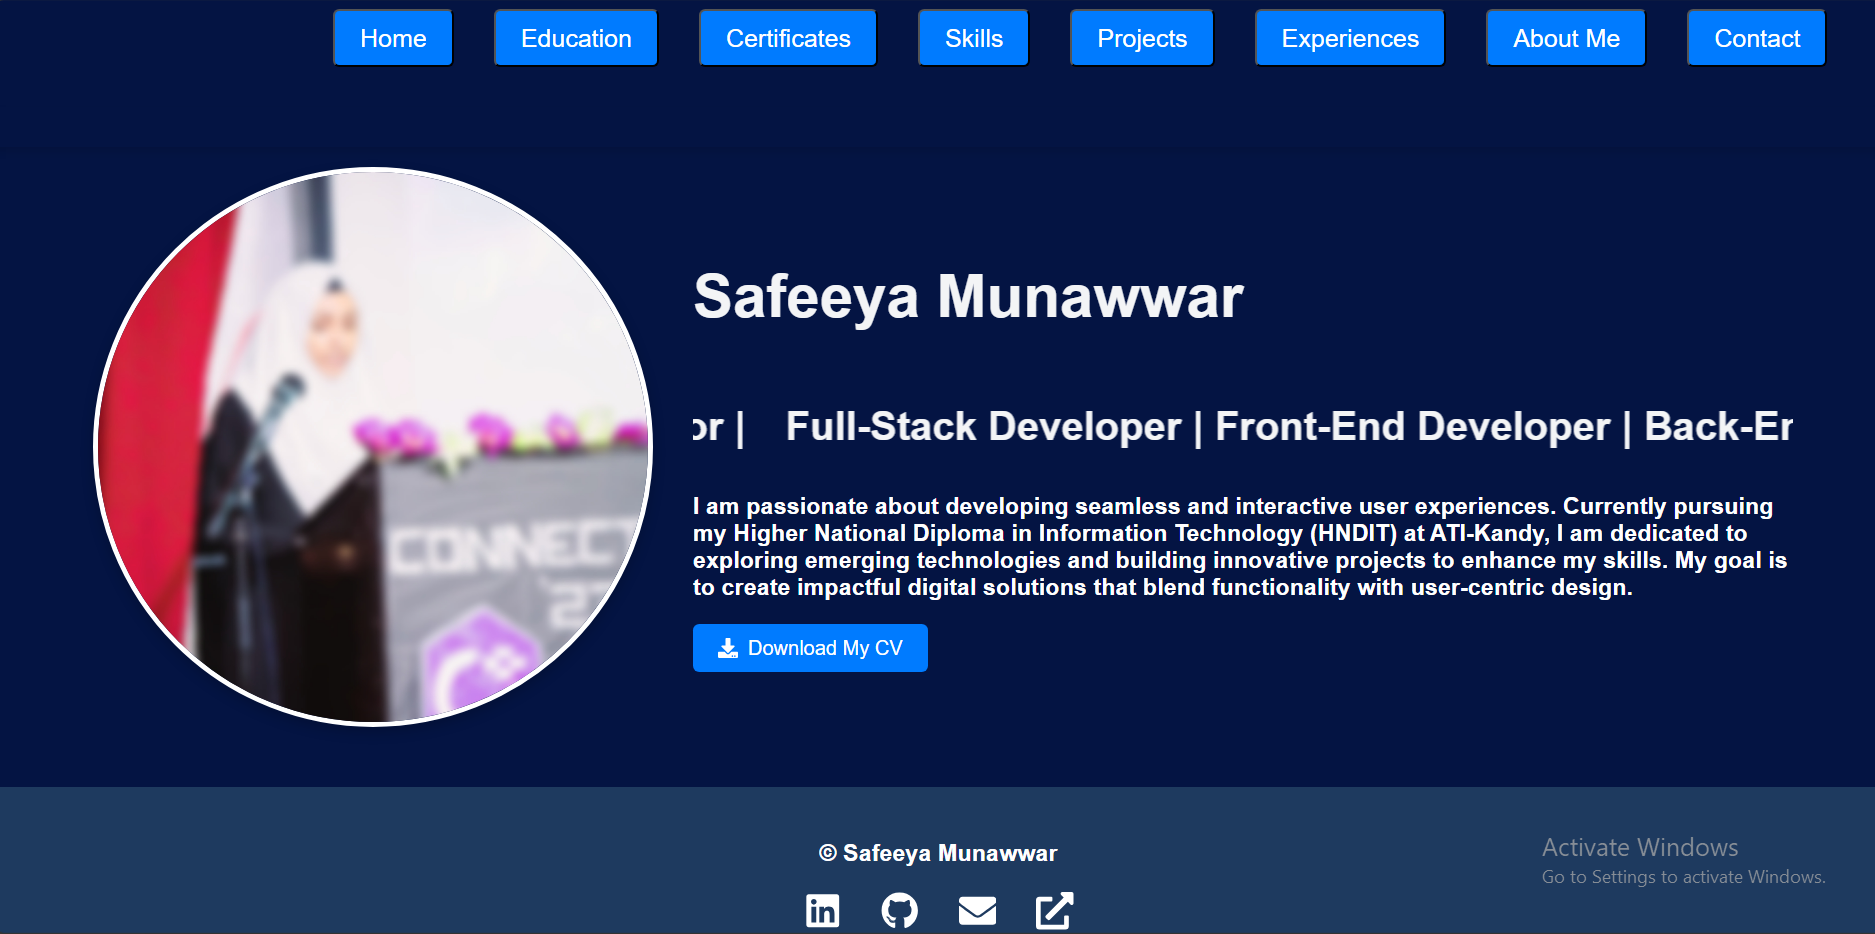 Home Education Certificates Skills Projects Experiences About Me Contact
Safeeya Munawwar
or | Full-Stack Developer | Front-End Developer | Back-Er
I am passionate about developing seamless and interactive user experiences. Currently pursuing
my Higher National Diploma in Information Technology (HNDIT) at ATI-Kandy, I am dedicated to
exploring emerging technologies and building innovative projects to enhance my skills. My goal is
to create impactful digital solutions that blend functionality with user-centric design.
CONNECT
Download My CV
© Safeeya Munawwar
Activate Windows
Go to Settings to activate Windows.
in